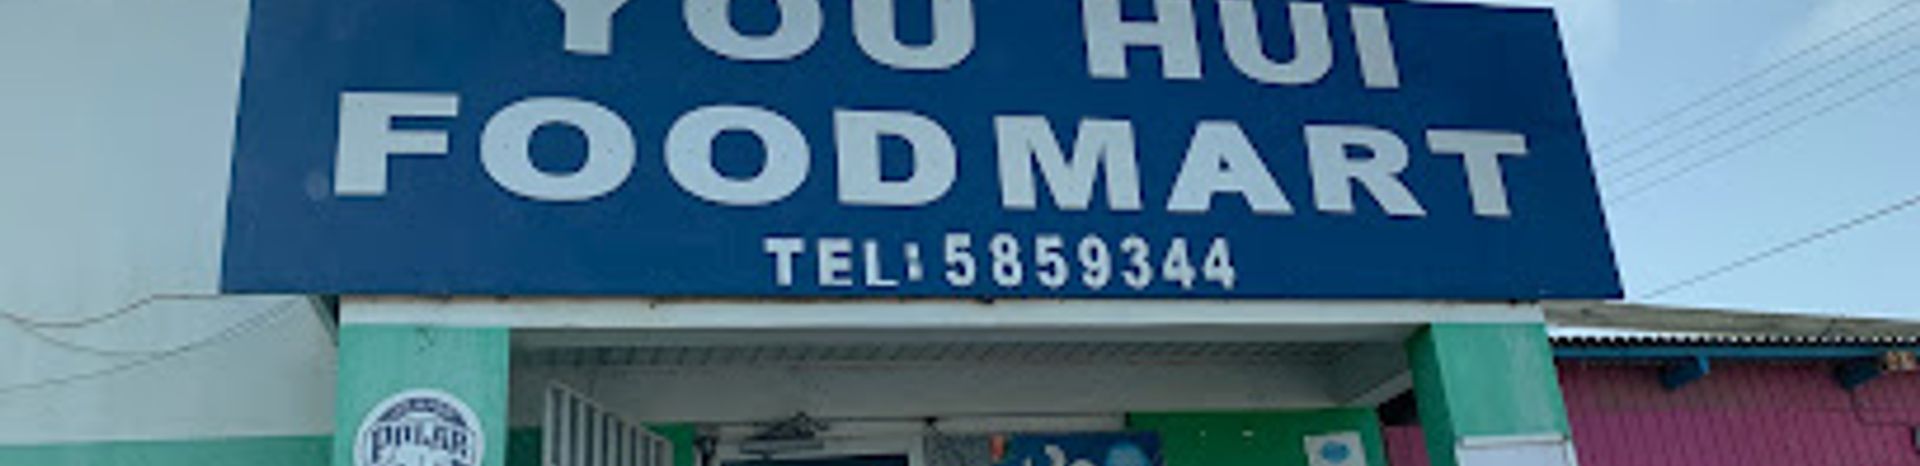 YOU HUI
FOODMART
TEL: 5859344
POLAR